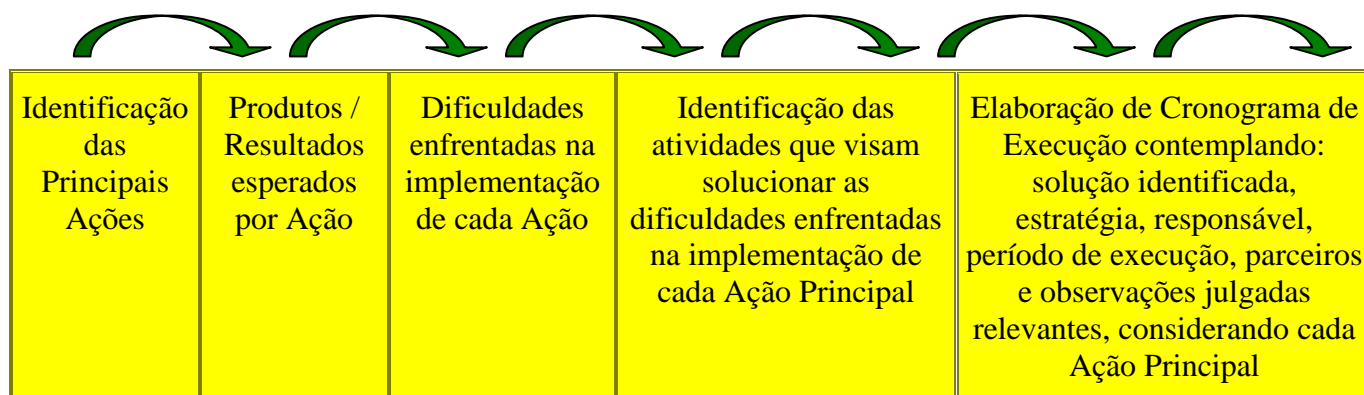 Identificação
das
Principais
Ações
Produtos /
Resultados
esperados
por Ação
Dificuldades
enfrentadas na
implementação
de cada Ação
Identificação das
atividades que visam
solucionar as
dificuldades enfrentadas
na implementação de
cada Ação Principal
Elaboração de Cronograma de
Execução contemplando:
solução identificada,
estratégia, responsável,
período de execução, parceiros
e observações julgadas
relevantes, considerando cada
Ação Principal